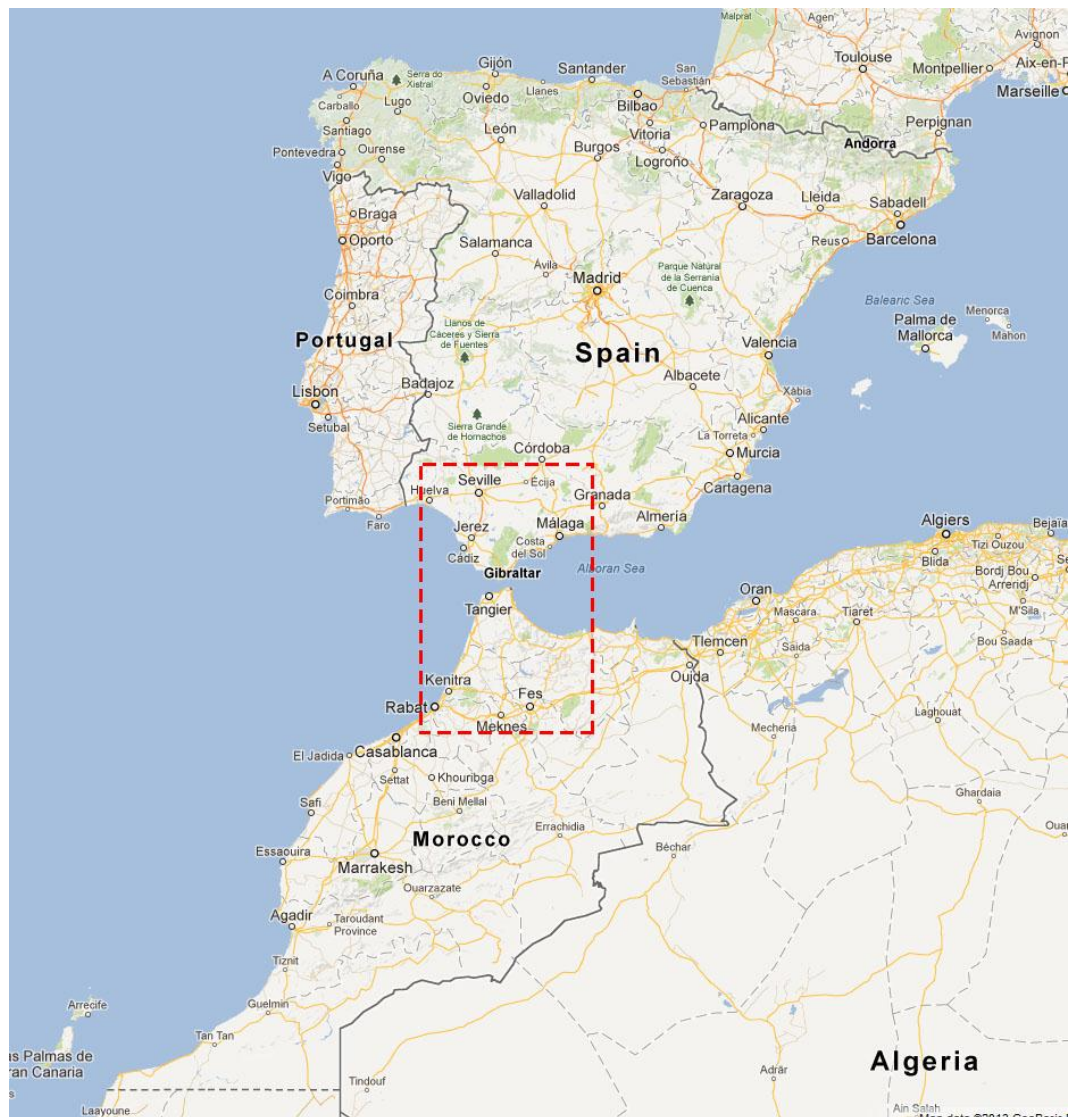 Malprat
Agen
Avignon
Toulouse
Montpellier
Aix-en-P
Marseille
Gijón
Santander
San
Sebastián
A Coruña
Serra do
Xistral
Llanes
Oviedo
Bilbao
Carballo
Lugo
Vitoria
Pamplona
Perpignan
Santiago
León
Andorra
Pontevedra
Ourense
Burgos
Logroño
Vigo
Valladolid
Zaragoza
Lleida
Sabadell
Braga
Oporto
Salamanca
Reus
Barcelona
Ávila
Madrid
Parque Natural
de la Serranía
de Cuenca
Coimbra
Balearic Sea
Menorca
Mahon
Palma de
Mallorca
Llanos de
Cáceres y Sierra
de Fuentes
Portugal
Spain
Valencia
Badajoz
Albacete
Xàbia
Lisbon
Setubal
Sierra Grande
de Hornachos
Alicante
La Torreta
Murcia
Córdoba
Cartagena
Seville
Écija
Huelva
Granada
Portimão
Faro
Jerez
Málaga
Almería
Algiers
Bejaïa
Cádiz
Costa
del Sol
Tizi Ouzou
Blida
Gibraltar
Alboran Sea
Bordj Bou
Arrerridj
Se
Tangier
Oran
Mascara
Tiaret
M'Sila
Tlemcen
Saida
Bou Saada
Oujda
Kenitra
Fes
Rabat
Meknes
Laghouat
Mecheria
El Jadida
Casablanca
Settat
Khouribga
Ghardaia
Safi
Beni Mellal
Errachidia
Ouar
Morocco
Essaouira
Marrakesh
Béchar
Ouarzazate
Agadir
Taroudant
Province
Tiznit
Arrecife
Guelmin
Tan Tan
as Palmas de
ran Canaria
Algeria
Adrâr
Tindouf
Laayoune
Ain Salah